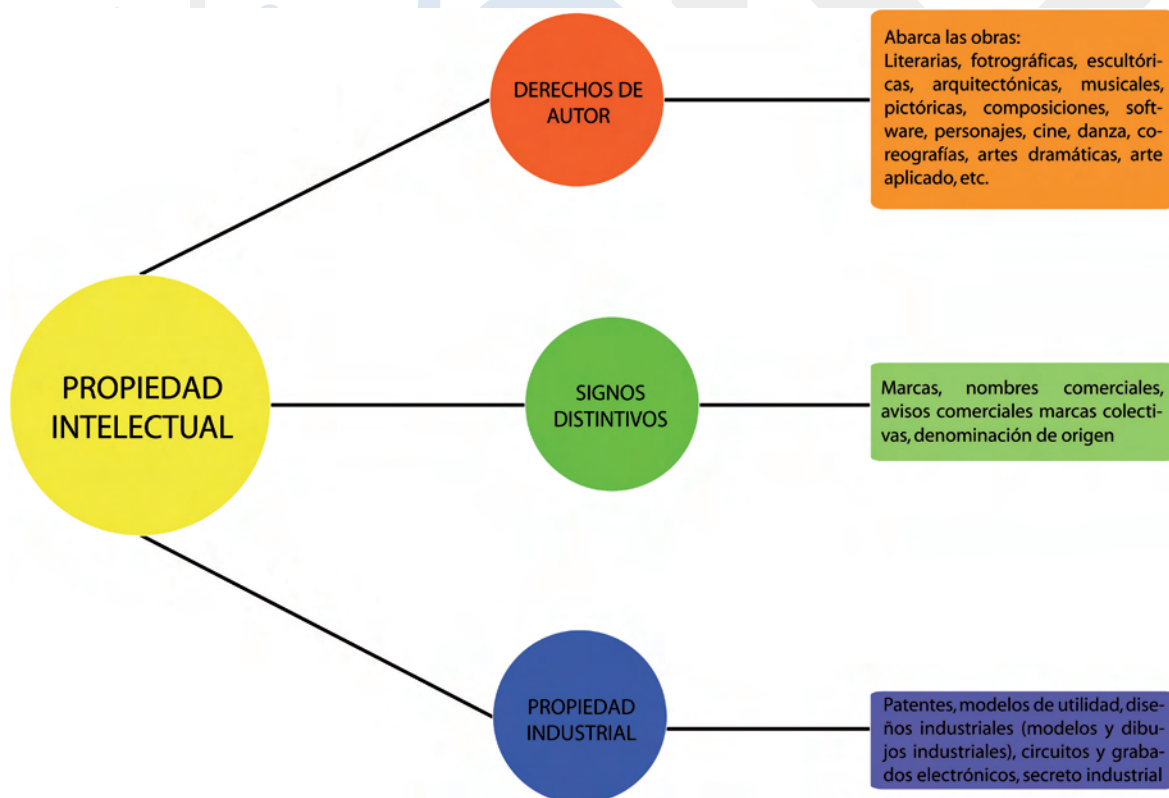 DERECHOS DE
AUTOR
Abarca las obras:
Literarias, fotrográficas, escultóri-
cas, arquitectónicas, musicales,
pictóricas, composiciones, soft-
ware, personajes, cine, danza, co-
reografías, artes dramáticas, arte
aplicado, etc.
PROPIEDAD
INTELECTUAL
SIGNOS
DISTINTIVOS
Marcas, nombres comerciales,
avisos comerciales marcas colecti-
vas, denominación de origen
PROPIEDAD
INDUSTRIAL
Patentes, modelos de utilidad, dise-
ños industriales (modelos y dibu-
jos industriales), circuitos y graba-
dos electrónicos, secreto industrial